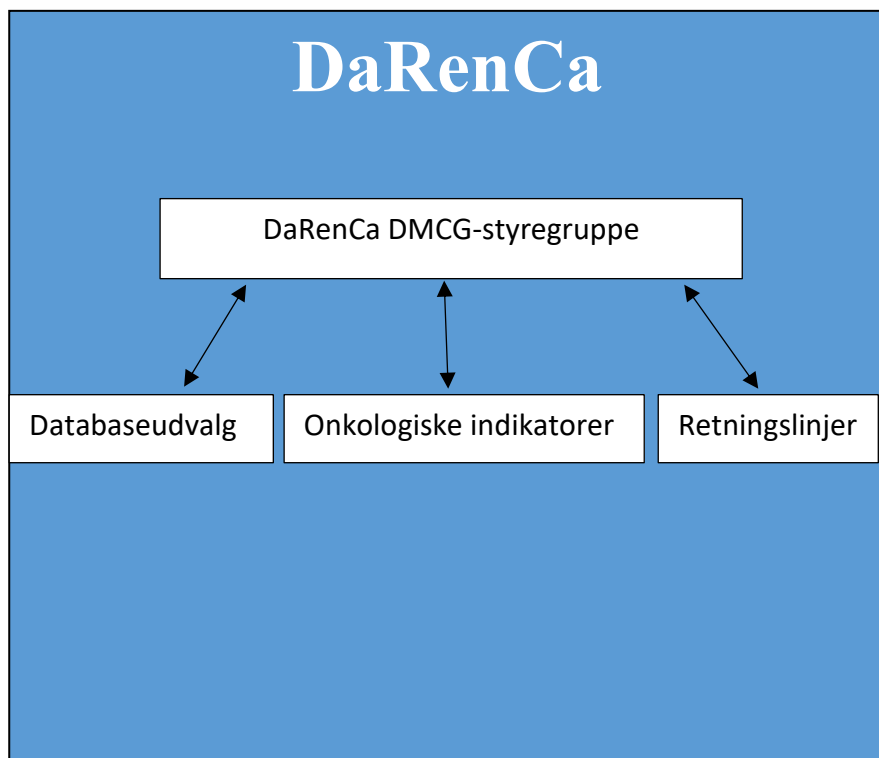 DaRenCa
DaRenCa DMCG-styregruppe
Databaseudvalg
Onkologiske indikatorer
Retningslinjer